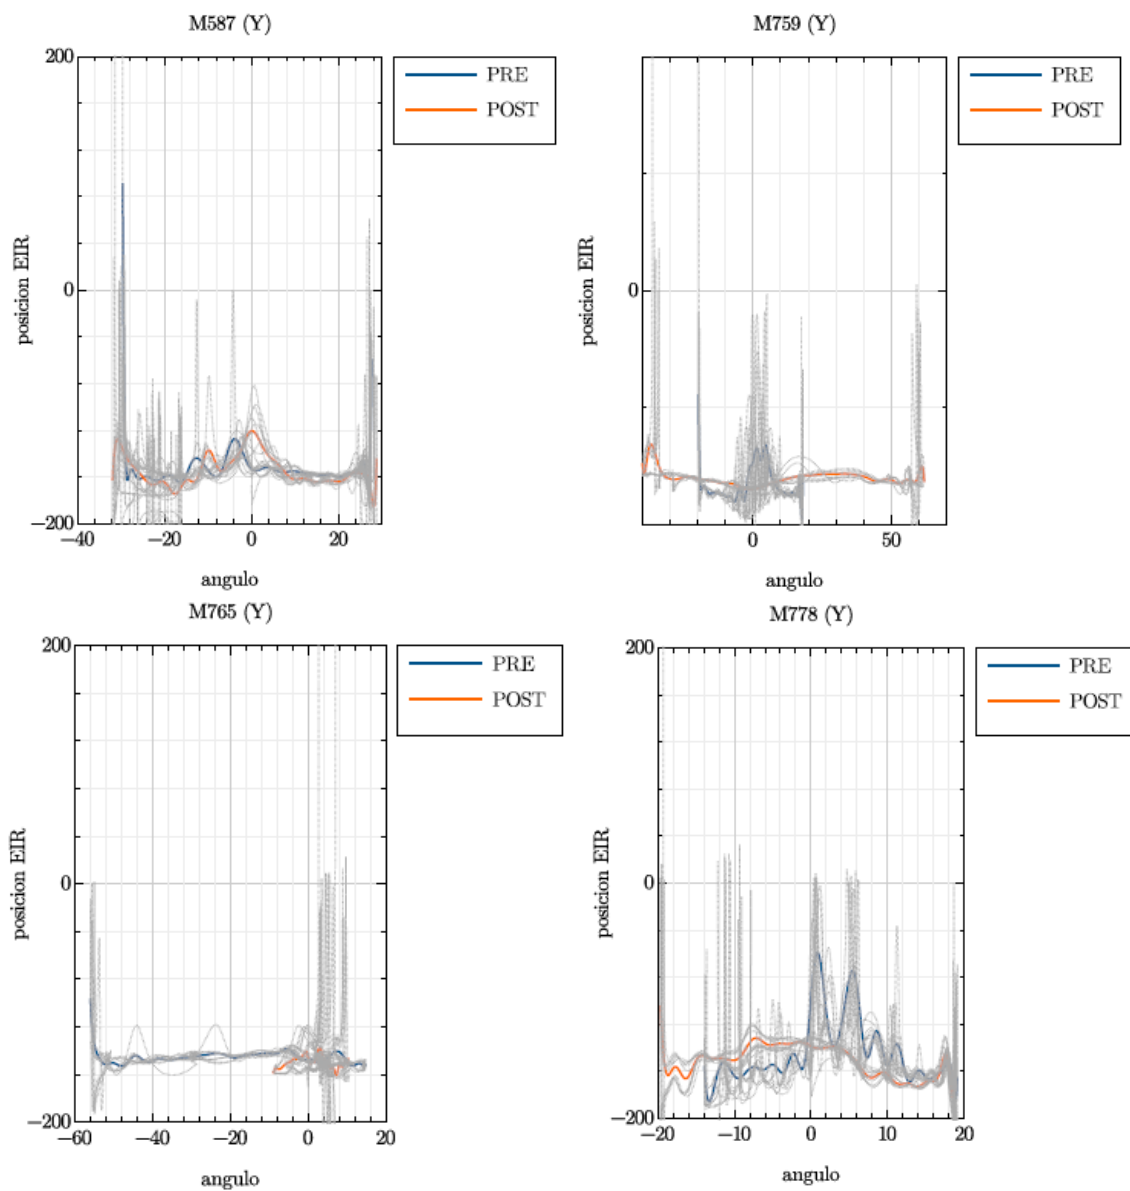 M587 (Y)
200
0
−200
−40
−20
0
20
posicion EIR
angulo
PRE
POST
M759 (Y)
0
0
50
posicion EIR
angulo
PRE
POST
M765 (Y)
200
0
−200
−60
−40
−20
0
20
posicion EIR
angulo
PRE
POST
M778 (Y)
200
0
−200
−20
−10
0
10
20
posicion EIR
angulo
PRE
POST